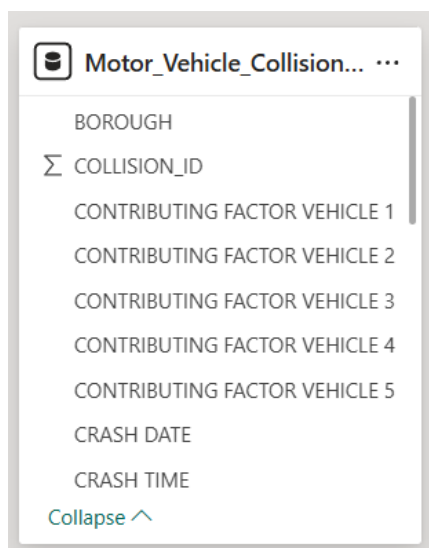 Motor_Vehicle_Collision... ...
BOROUGH
∑ COLLISION_ID
CONTRIBUTING FACTOR VEHICLE 1
CONTRIBUTING FACTOR VEHICLE 2
CONTRIBUTING FACTOR VEHICLE 3
CONTRIBUTING FACTOR VEHICLE 4
CONTRIBUTING FACTOR VEHICLE 5
CRASH DATE
CRASH TIME
Collapse